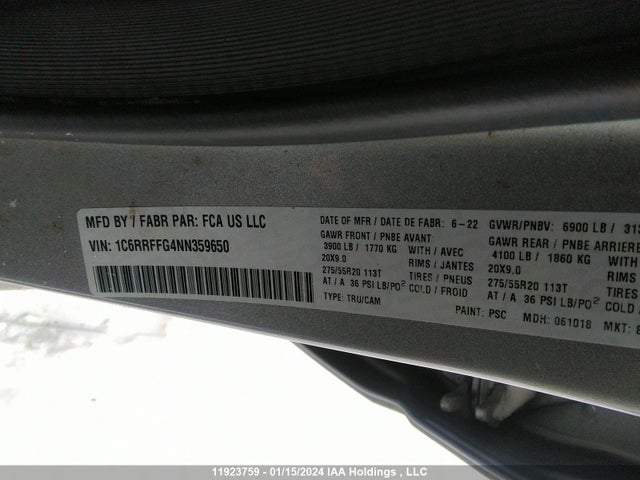 MFD BY / FABR PAR: FCA US LLC
VIN: 1C6RRFFG4NN359650
DATE OF MFR / DATE DE FABR: 6-22
GAWR FRONT / PNBE AVANT
3900 LB / 1770 KG WITH / AVEC
20X9.0 RIMS / JANTES
275/55R20 113T TIRES / PNEUS
AT / A 36 PSI LB/PO² COLD / FROID
TYPE: TRU/CAM
GVWR/PNBV: 6900 LB / 313
GAWR REAR / PNBE ARRIERE
4100 LB / 1860 KG WITH
20X9.0 RIMS
275/55R20 113T TIRES
AT / A 36 PSI LB/PO² COLD /
PAINT: PSC MDH: 061018 MKT:
11923759 - 01/15/2024 IAA Holdings , LLC